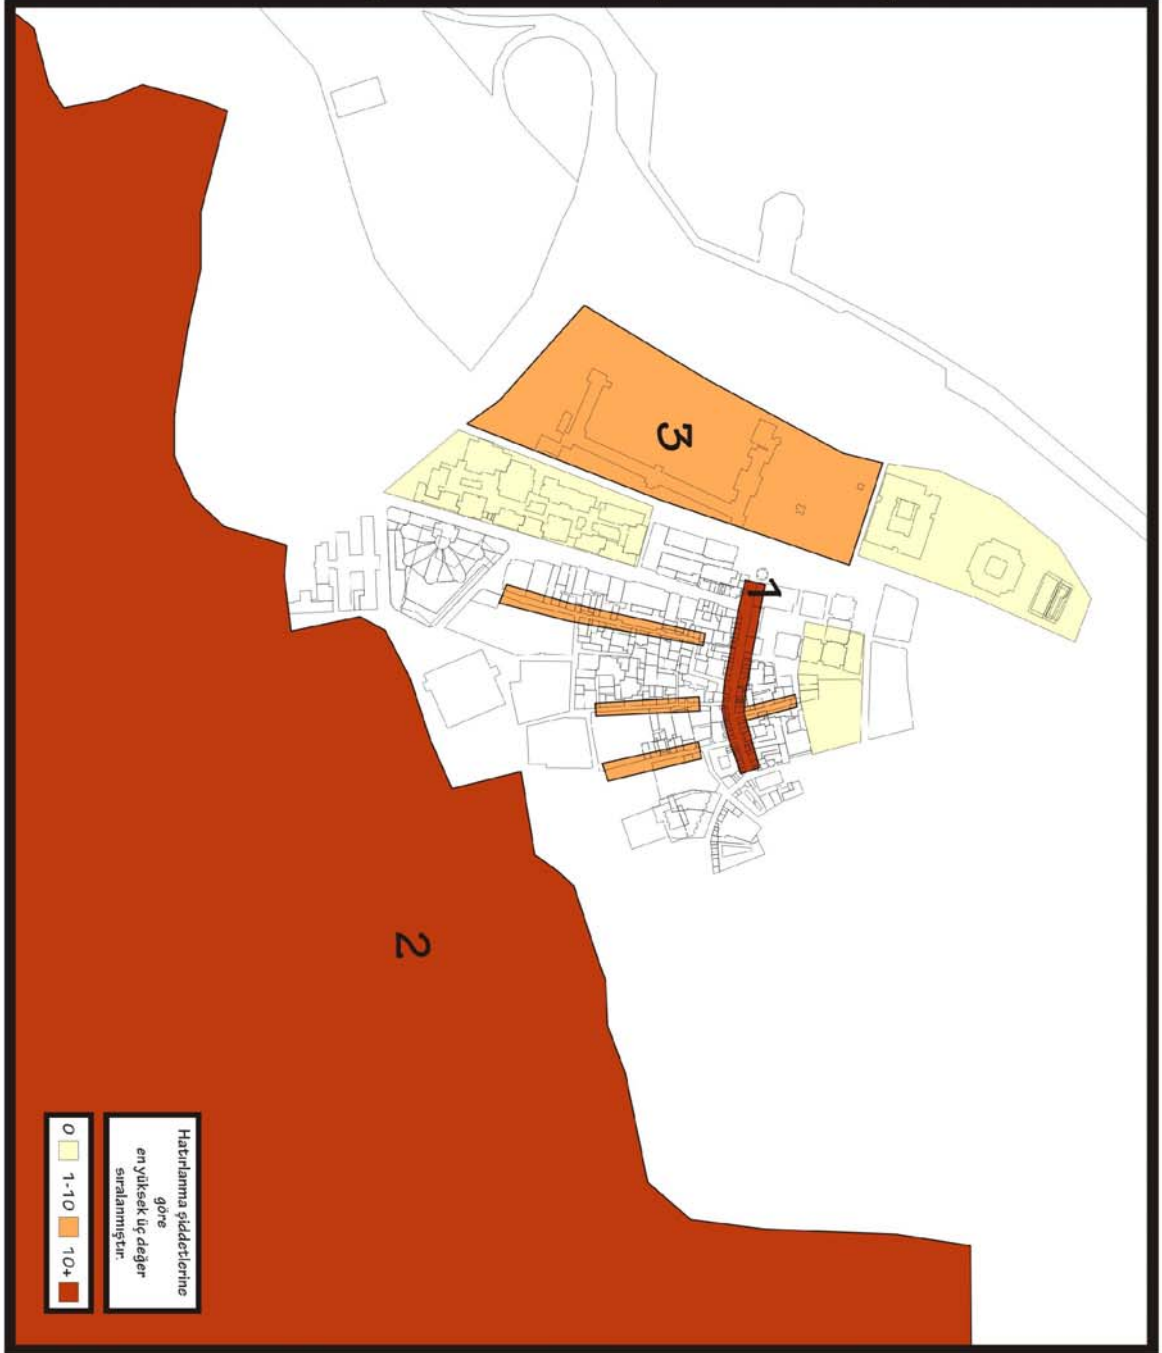 1
2
3
Hatırlanma şiddetlerine
göre
en yüksek üç değer
sıralanmıştır.
0 1-10 10+